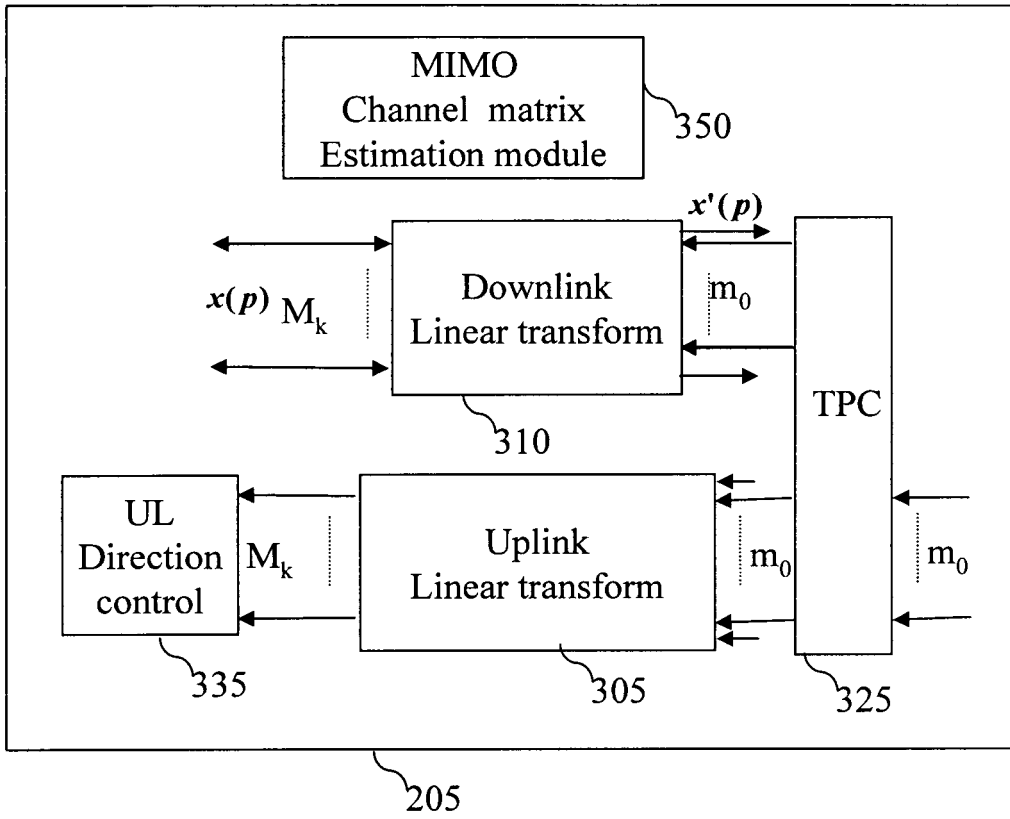 MIMO
Channel matrix
Estimation module
350
x'(p)
x(p)
M_k
Downlink
Linear transform
m_0
310
TPC
UL
Direction
control
M_k
Uplink
Linear transform
m_0
m_0
335
305
325
205